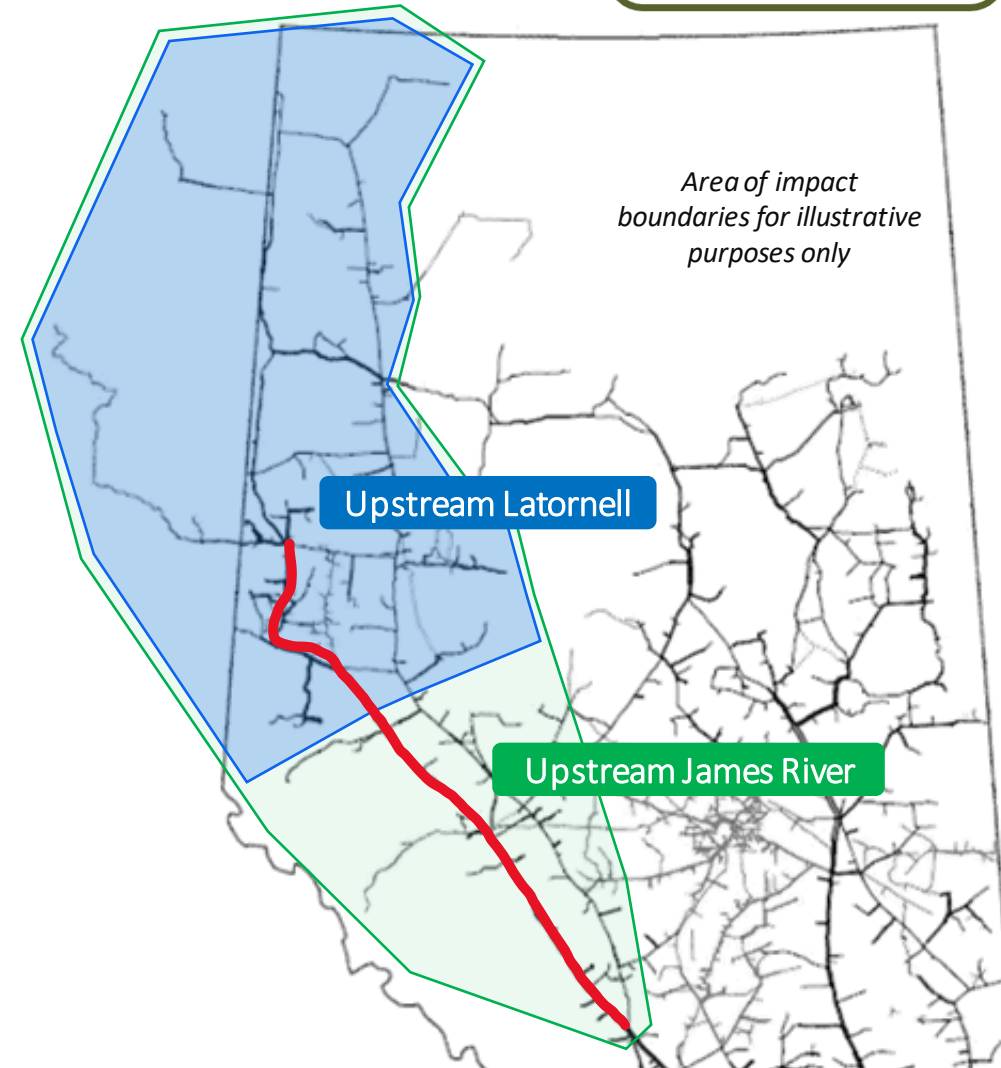 Area of impact
boundaries for illustrative
purposes only
Upstream Latornell
Upstream James River